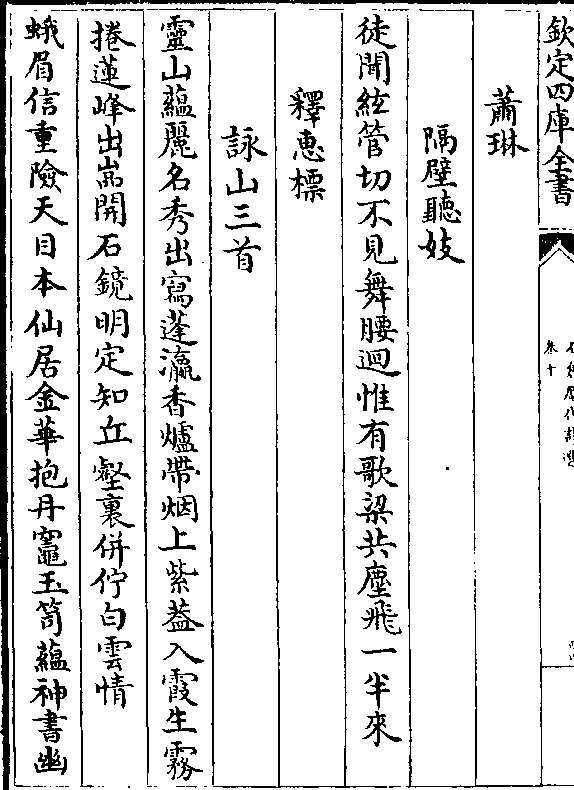 欽定四庫全書
卷十
蕭琳
隔壁聽妓
徒聞絃管切不見舞腰迴惟有歌梁共塵飛一半來
釋惠標
詠山三首
靈山蘊麗名秀出寫蓬瀛香爐帶烟上紫蓋入霞生霧
捲蓮峰出嵓開石鏡明定知丘壑裏併佇白雲情
蛾眉信重險天目本仙居金華抱丹竈玉笥蘊神書幽